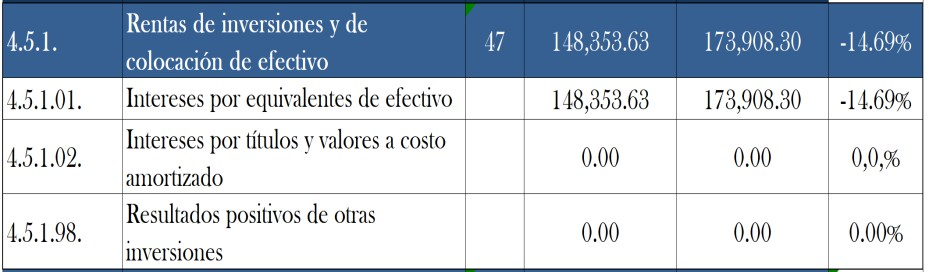 4.5.1. Rentas de inversiones y de colocación de efectivo 47 148,353.63 173,908.30 -14.69%
4.5.1.01. Intereses por equivalentes de efectivo 148,353.63 173,908.30 -14.69%
4.5.1.02. Intereses por títulos y valores a costo amortizado 0.00 0.00 0,0,%
4.5.1.98. Resultados positivos de otras inversiones 0.00 0.00 0.00%